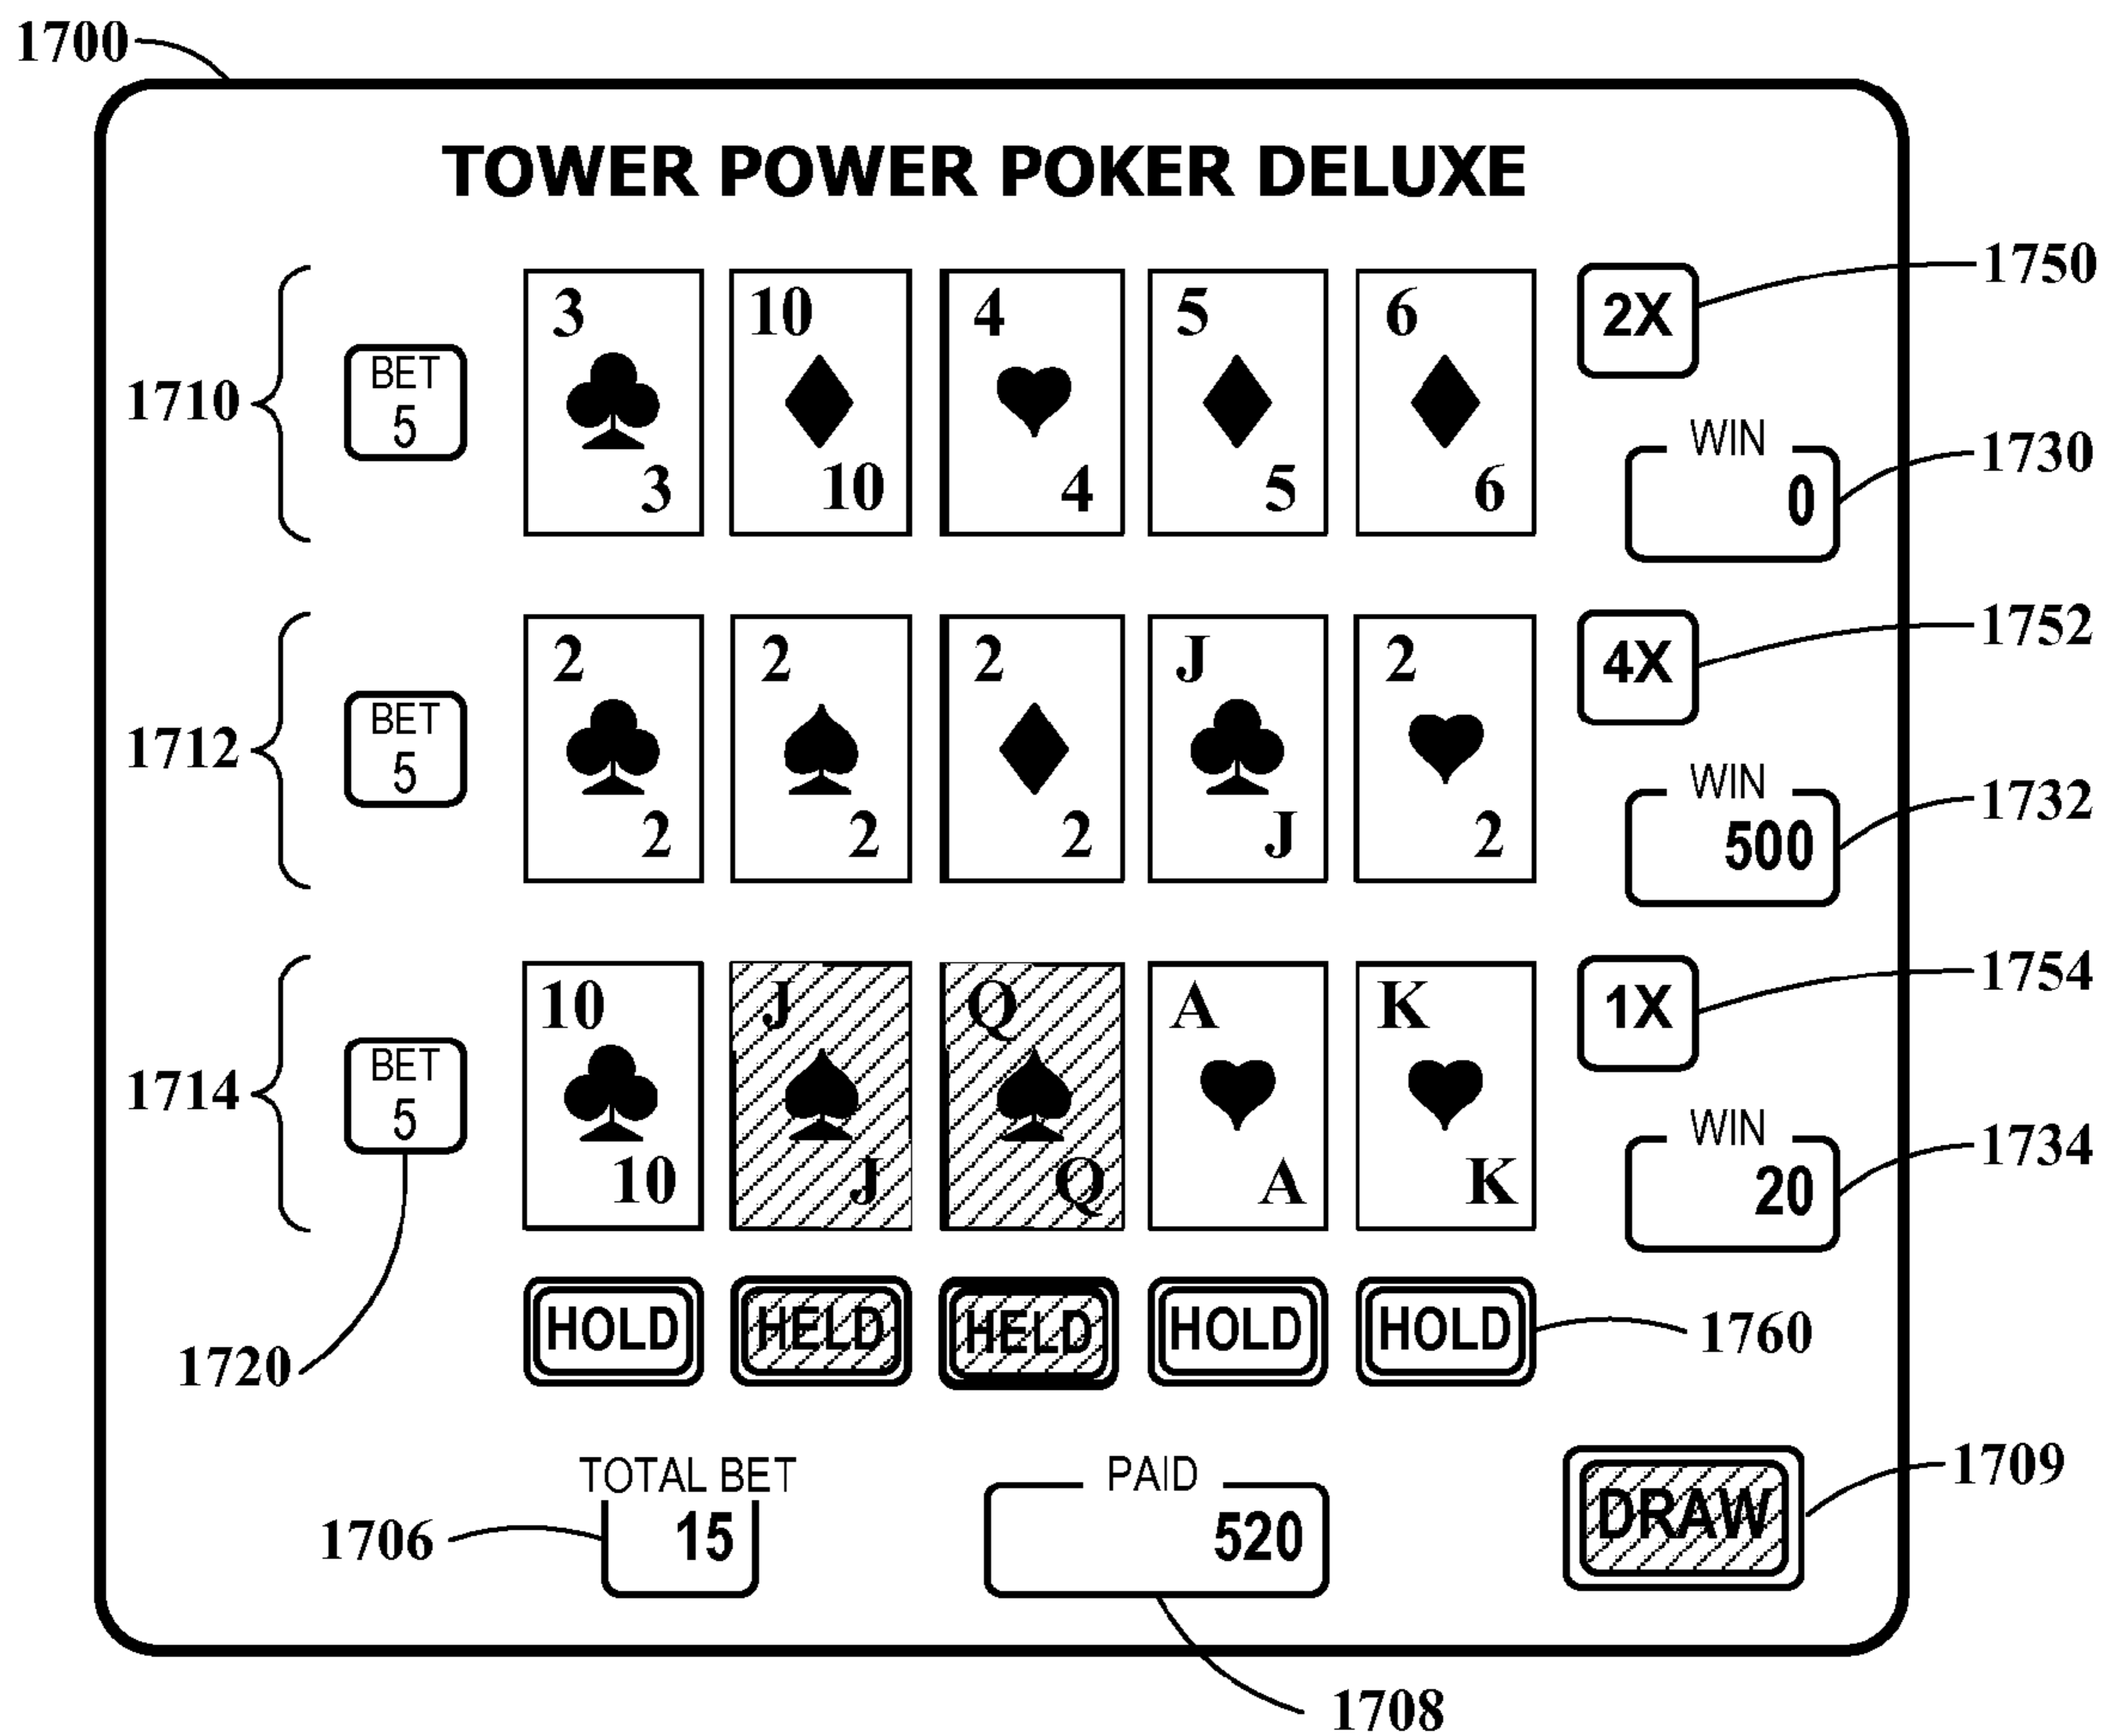 1700
TOWER POWER POKER DELUXE
1750
3 10 4 5 6
2X
1710
BET
5
WIN
0
1730
3 10 4 5 6
1752
2 2 2 J 2
4X
1712
BET
5
WIN
500
1732
2 2 2 J 2
1754
10 J Q A K
1X
1714
BET
5
WIN
20
1734
10 J Q A K
HOLD HELD HELD HOLD HOLD
1760
1720
TOTAL BET
15
1706
PAID
520
DRAW
1709
1708